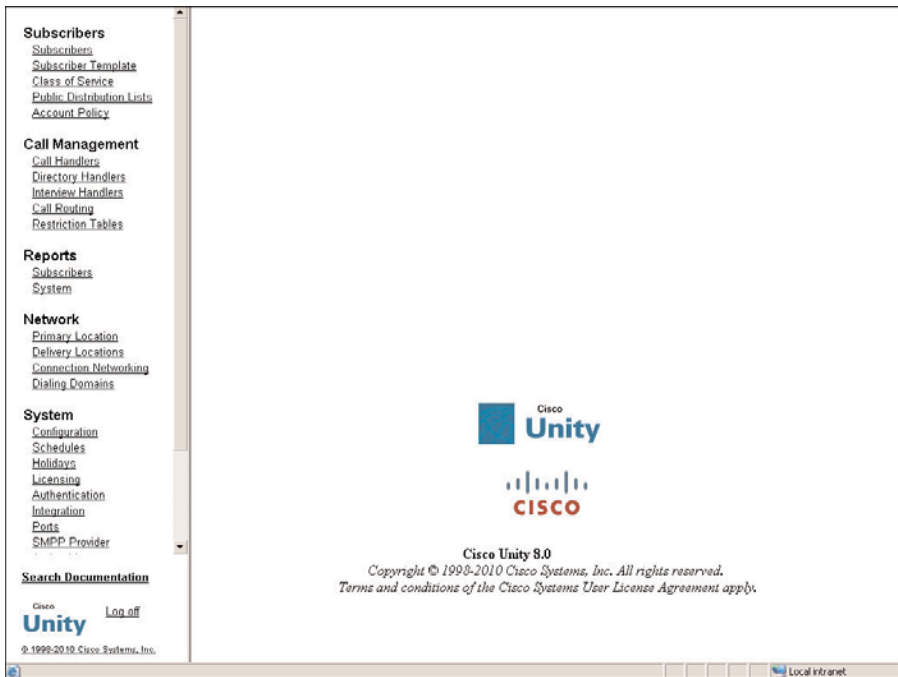 Subscribers
Subscribers
Subscriber Template
Class of Service
Public Distribution Lists
Account Policy
Call Management
Call Handlers
Directory Handlers
Interview Handlers
Call Routing
Restriction Tables
Reports
Subscribers
System
Network
Primary Location
Delivery Locations
Connection Networking
Dialing Domains
System
Configuration
Schedules
Holidays
Licensing
Authentication
Integration
Ports
SMPP Provider
Search Documentation
Cisco
Unity
Log off
© 1998-2010 Cisco Systems, Inc.
Cisco
Unity
CISCO
Cisco Unity 8.0
Copyright © 1998-2010 Cisco Systems, Inc. All rights reserved.
Terms and conditions of the Cisco Systems User License Agreement apply.
Local intranet